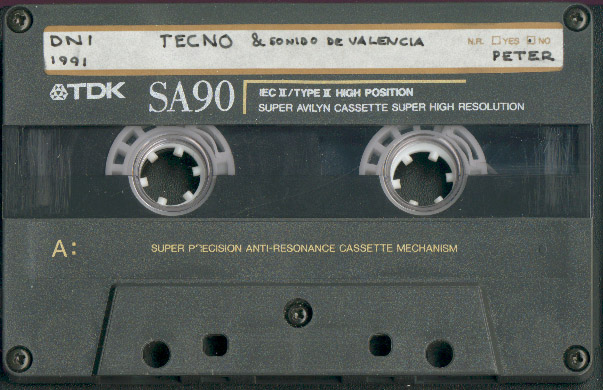 DNI TECNO & SONIDO DE VALENCIA N.R. YES NO
1991 PETER
TDK SA90 IEC II/TYPE II HIGH POSITION
SUPER AVILYN CASSETTE SUPER HIGH RESOLUTION
A: SUPER PRECISION ANTI-RESONANCE CASSETTE MECHANISM